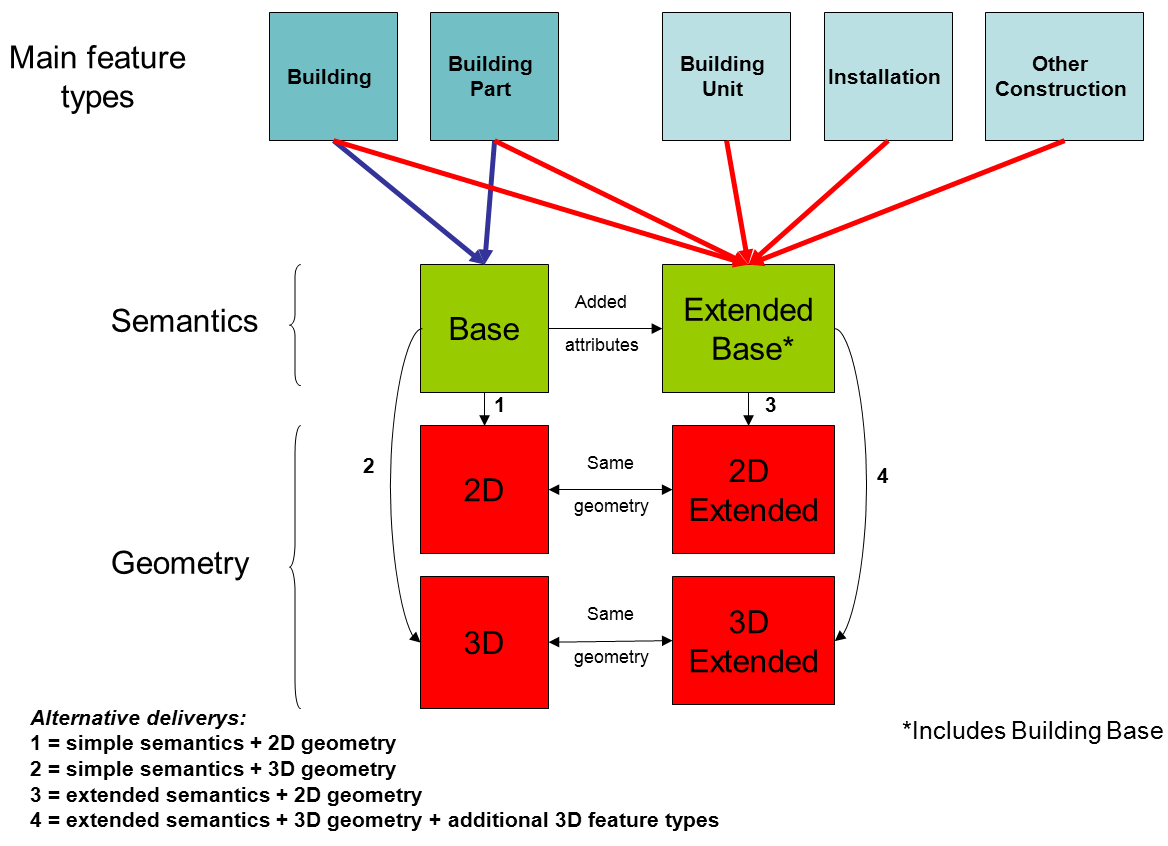 Main feature
types
Building
Building
Part
Building
Unit
Installation
Other
Construction
Semantics
Base
Added
attributes
Extended
Base*
1
3
2
4
Geometry
2D
Same
geometry
2D
Extended
3D
Same
geometry
3D
Extended
Alternative deliverys:
1 = simple semantics + 2D geometry
2 = simple semantics + 3D geometry
3 = extended semantics + 2D geometry
4 = extended semantics + 3D geometry + additional 3D feature types
*Includes Building Base